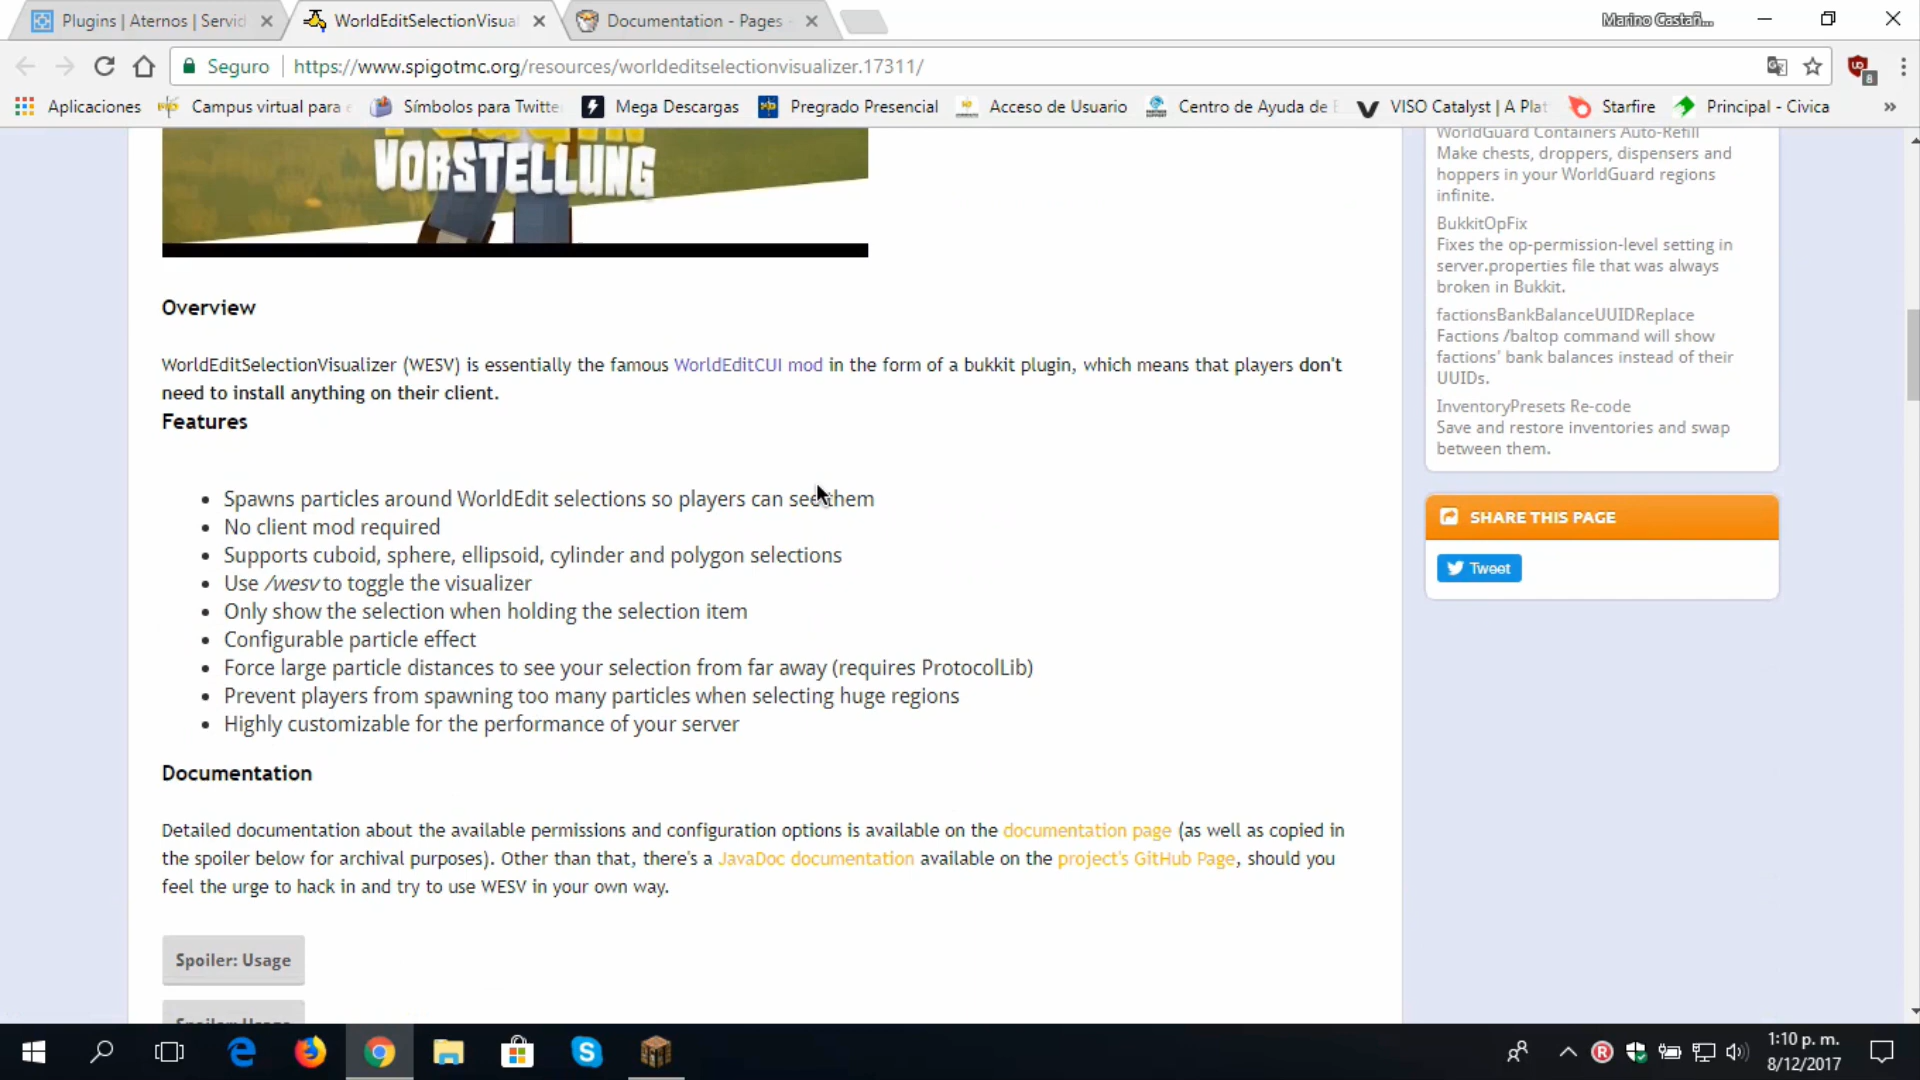 Plugins | Aternos | Servid
WorldEditSelectionVisual
Documentation - Pages -
Marino Castañ...
Seguro
https://www.spigotmc.org/resources/worldeditselectionvisualizer.17311/
8
Aplicaciones
Campus virtual para e
Símbolos para Twitte
Mega Descargas
Pregrado Presencial
Acceso de Usuario
Centro de Ayuda de E
VISO Catalyst | A Plat
Starfire
Principal - Civica
VORSTELLUNG
Overview
WorldEditSelectionVisualizer (WESV) is essentially the famous WorldEditCUI mod in the form of a bukkit plugin, which means that players don't
need to install anything on their client.
Features
Spawns particles around WorldEdit selections so players can see them
No client mod required
Supports cuboid, sphere, ellipsoid, cylinder and polygon selections
Use /wesv to toggle the visualizer
Only show the selection when holding the selection item
Configurable particle effect
Force large particle distances to see your selection from far away (requires ProtocolLib)
Prevent players from spawning too many particles when selecting huge regions
Highly customizable for the performance of your server
Documentation
Detailed documentation about the available permissions and configuration options is available on the documentation page (as well as copied in
the spoiler below for archival purposes). Other than that, there's a JavaDoc documentation available on the project's GitHub Page, should you
feel the urge to hack in and try to use WESV in your own way.
Spoiler: Usage
Spoiler: Usage
WorldGuard Containers Auto-Refill
Make chests, droppers, dispensers and
hoppers in your WorldGuard regions
infinite.
BukkitOpFix
Fixes the op-permission-level setting in
server.properties file that was always
broken in Bukkit.
factionsBankBalanceUUIDReplace
Factions /baltop command will show
factions' bank balances instead of their
UUIDs.
InventoryPresets Re-code
Save and restore inventories and swap
between them.
SHARE THIS PAGE
Tweet
1:10 p. m.
8/12/2017